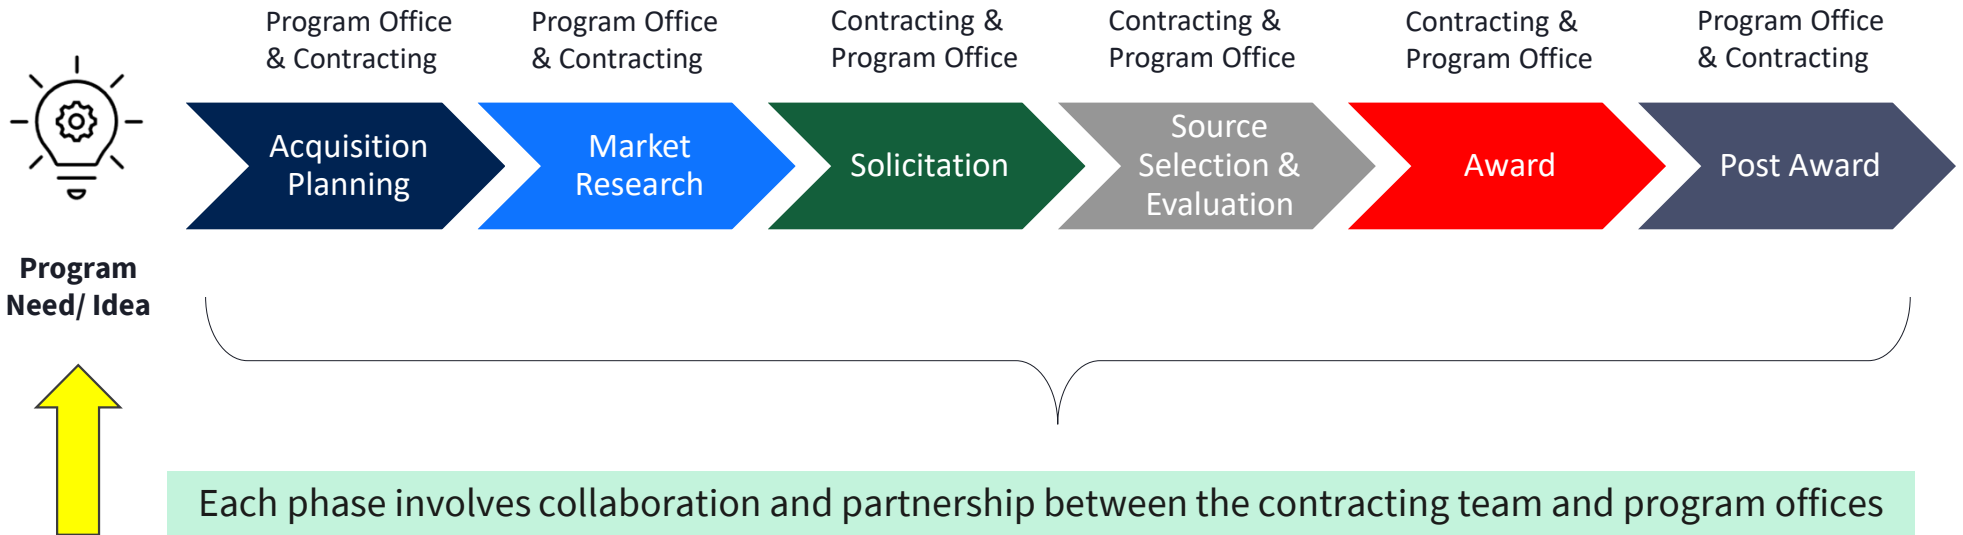 Program Office
& Contracting
Program Office
& Contracting
Contracting &
Program Office
Contracting &
Program Office
Contracting &
Program Office
Program Office
& Contracting
Acquisition
Planning
Market
Research
Solicitation
Source
Selection &
Evaluation
Award
Post Award
Program
Need/ Idea
Each phase involves collaboration and partnership between the contracting team and program offices